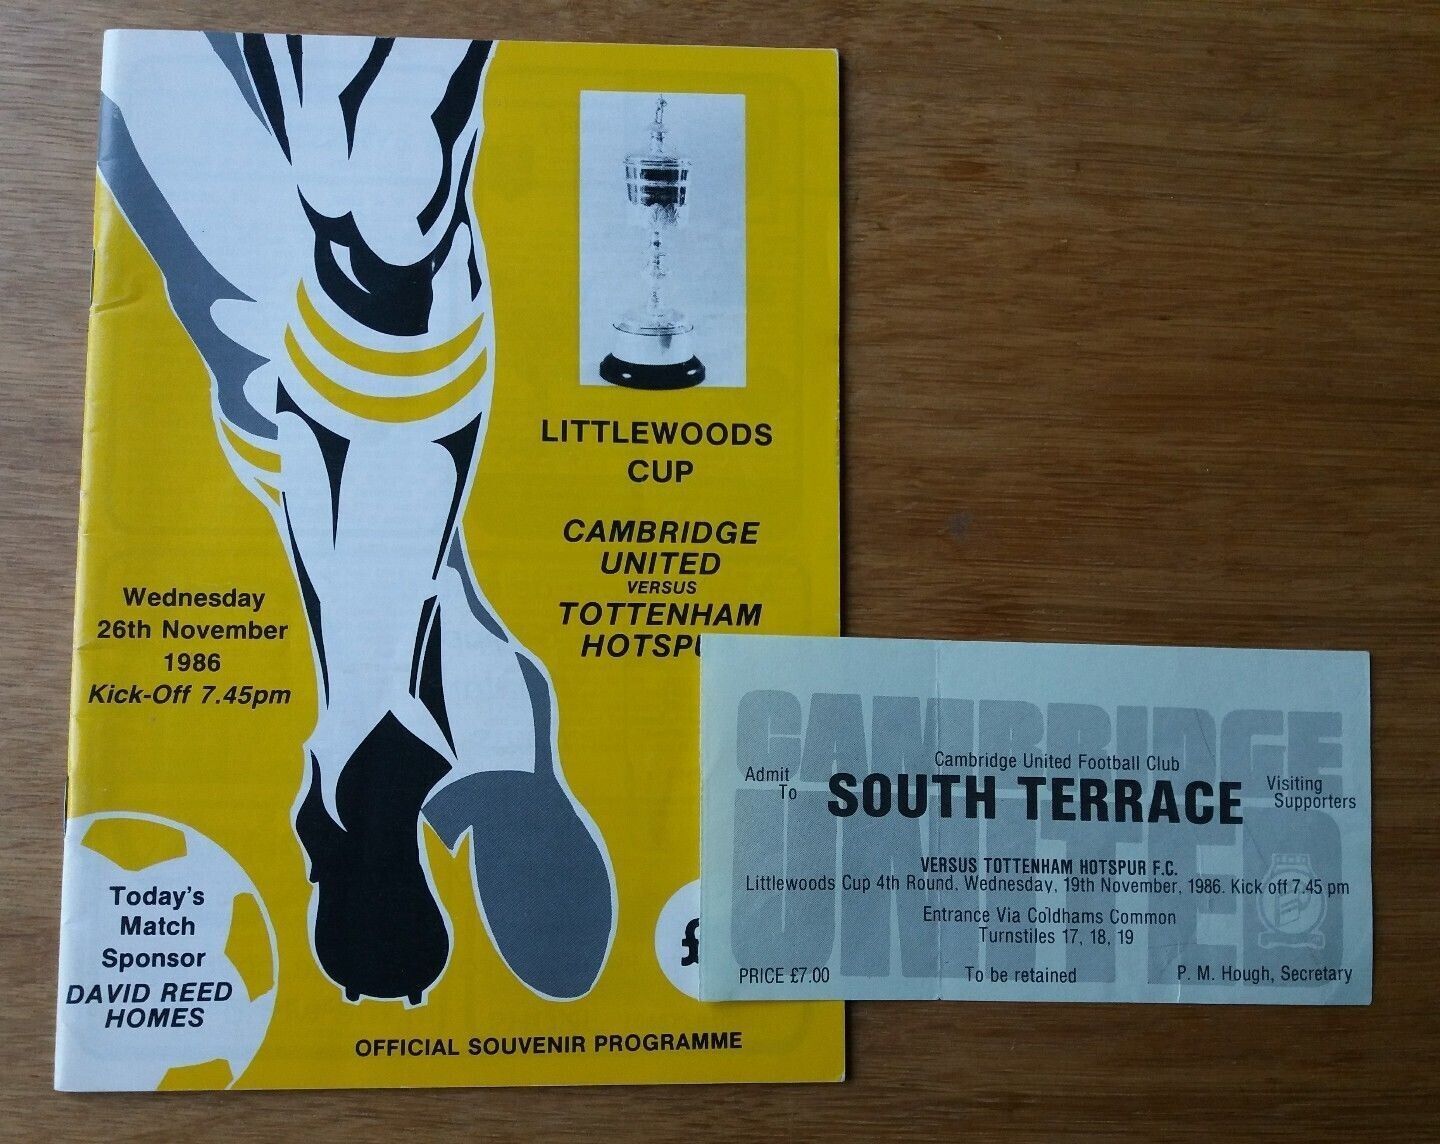 LITTLEWOODS
CUP
CAMBRIDGE
UNITED
VERSUS
TOTTENHAM
Wednesday
26th November
1986
Kick-Off 7.45pm
Today's
Match
Sponsor
DAVID REED
HOMES
£
OFFICIAL SOUVENIR PROGRAMME
CAMBRIDGE
UNITED
Cambridge United Football Club
Admit
To
SOUTH TERRACE
Visiting
Supporters
VERSUS TOTTENHAM HOTSPUR F.C.
Littlewoods Cup 4th Round, Wednesday, 19th November, 1986. Kick off 7.45 pm
Entrance Via Coldhams Common
Turnstiles 17, 18, 19
PRICE £7.00
To be retained
P. M. Hough, Secretary